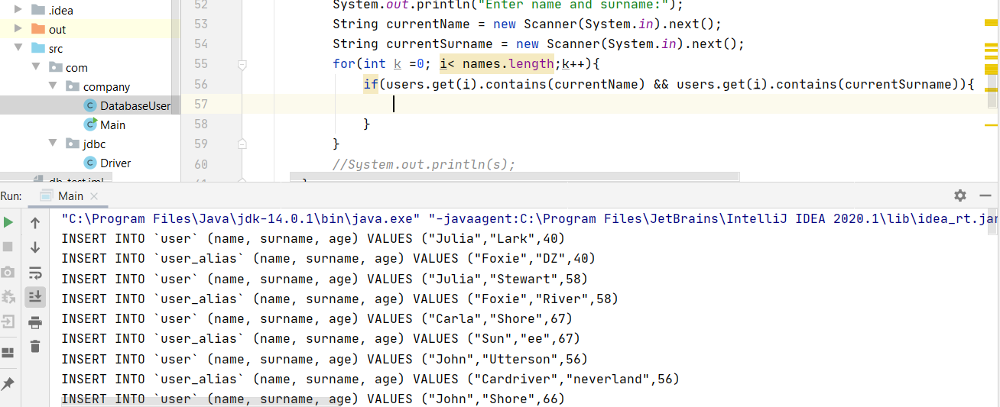 .idea
out
src
com
company
DatabaseUser
Main
jdbc
Driver
52 System.out.println("Enter name and surname:");
53 String currentName = new Scanner(System.in).next();
54 String currentSurname = new Scanner(System.in).next();
55 for(int k =0; i< names.length;k++){
56 if(users.get(i).contains(currentName) && users.get(i).contains(currentSurname)){
57
58 }
59 }
60 //System.out.println(s);
Run: Main
"C:\Program Files\Java\jdk-14.0.1\bin\java.exe" "-javaagent:C:\Program Files\JetBrains\IntelliJ IDEA 2020.1\lib\idea_rt.jar
INSERT INTO `user` (name, surname, age) VALUES ("Julia","Lark",40)
INSERT INTO `user_alias` (name, surname, age) VALUES ("Foxie","DZ",40)
INSERT INTO `user` (name, surname, age) VALUES ("Julia","Stewart",58)
INSERT INTO `user_alias` (name, surname, age) VALUES ("Foxie","River",58)
INSERT INTO `user` (name, surname, age) VALUES ("Carla","Shore",67)
INSERT INTO `user_alias` (name, surname, age) VALUES ("Sun","ee",67)
INSERT INTO `user` (name, surname, age) VALUES ("John","Utterson",56)
INSERT INTO `user_alias` (name, surname, age) VALUES ("Cardriver","neverland",56)
INSERT INTO `user` (name, surname, age) VALUES ("John","Shore",66)